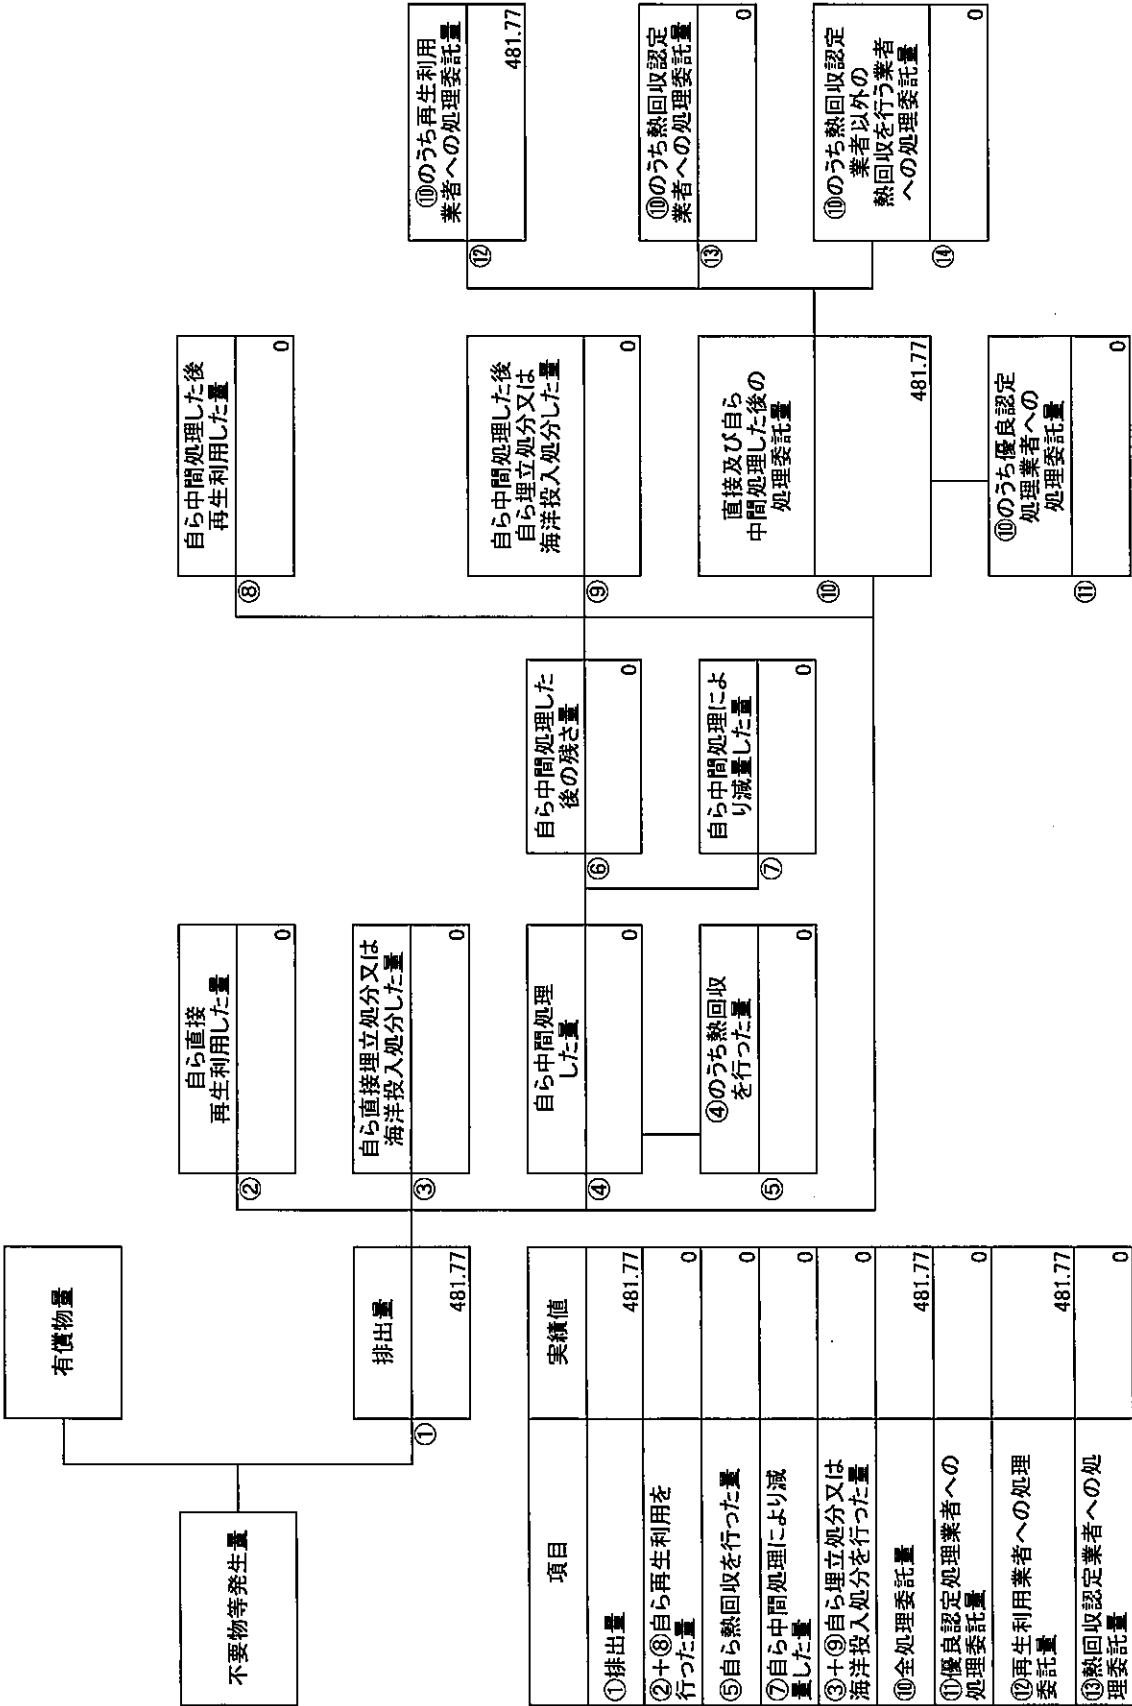 不要物等発生量
有償物量
①
排出量
481.77
②
自ら直接
再生利用した量
0
③
自ら直接埋立処分又は
海洋投入処分した量
0
④
自ら中間処理
した量
0
⑤
④のうち熱回収
を行った量
0
⑥
自ら中間処理した
後の残さ量
0
⑦
自ら中間処理によ
り減量した量
0
⑧
自ら中間処理した後
再生利用した量
0
⑨
自ら中間処理した後
自ら埋立処分又は
海洋投入処分した量
0
⑩
直接及び自ら
中間処理した後の
処理委託量
481.77
⑪
⑩のうち優良認定
処理業者への
処理委託量
0
⑫
⑩のうち再生利用
業者への処理委託量
481.77
⑬
⑩のうち熱回収認定
業者への処理委託量
0
⑭
⑩のうち熱回収認定
業者以外の
熱回収を行う業者
への処理委託量
0
項目 実績値
①排出量 481.77
②+⑧自ら再生利用を
行った量 0
⑤自ら熱回収を行った量 0
⑦自ら中間処理により減
量した量 0
③+⑨自ら埋立処分又は
海洋投入処分を行った量 0
⑩全処理委託量 481.77
⑪優良認定処理業者への
処理委託量 0
⑫再生利用業者への処理
委託量 481.77
⑬熱回収認定業者への処
理委託量 0